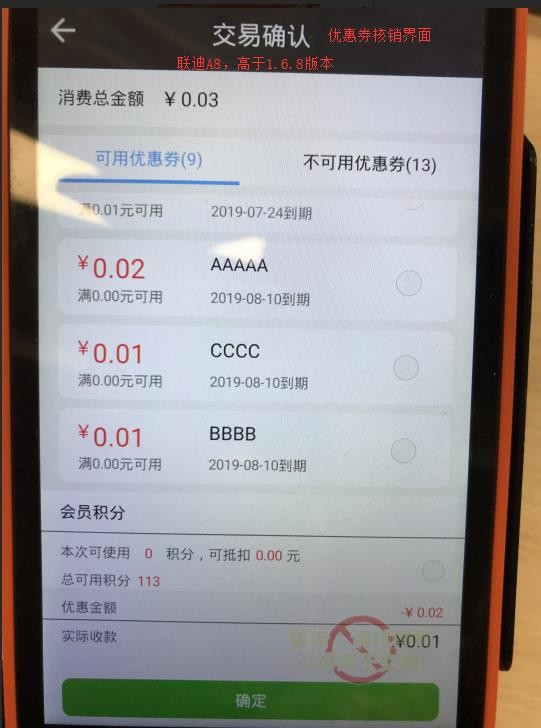 交易确认 优惠券核销界面
联迪A8，高于1.6.8版本
消费总金额 ¥ 0.03
可用优惠券(9) 不可用优惠券(13)
满0.01元可用 2019-07-24到期
¥0.02 AAAAA
满0.00元可用 2019-08-10到期
¥0.01 CCCC
满0.00元可用 2019-08-10到期
¥0.01 BBBB
满0.00元可用 2019-08-10到期
会员积分
本次可使用 0 积分，可抵扣 0.00 元
总可用积分 113
优惠金额 -¥ 0.02
实际收款 ¥0.01
确定